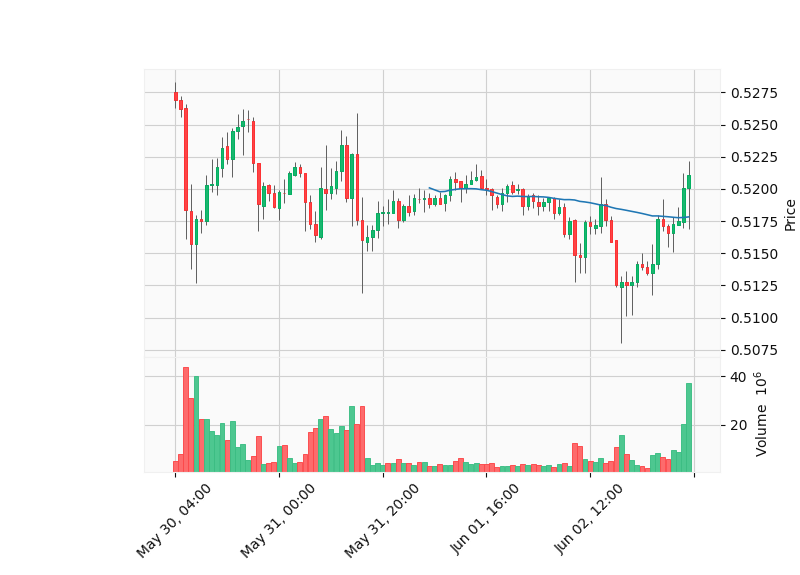 0.5275
0.5250
0.5225
0.5200
0.5175
0.5150
0.5125
0.5100
0.5075
Price
40
20
Volume 10^6
May 30, 04:00
May 31, 00:00
May 31, 20:00
Jun 01, 16:00
Jun 02, 12:00